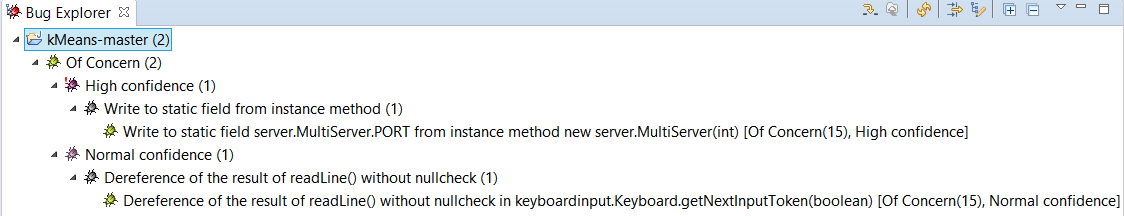 Bug Explorer
kMeans-master (2)
Of Concern (2)
High confidence (1)
Write to static field from instance method (1)
Write to static field server.MultiServer.PORT from instance method new server.MultiServer(int) [Of Concern(15), High confidence]
Normal confidence (1)
Dereference of the result of readLine() without nullcheck (1)
Dereference of the result of readLine() without nullcheck in keyboardinput.Keyboard.getNextInputToken(boolean) [Of Concern(15), Normal confidence]